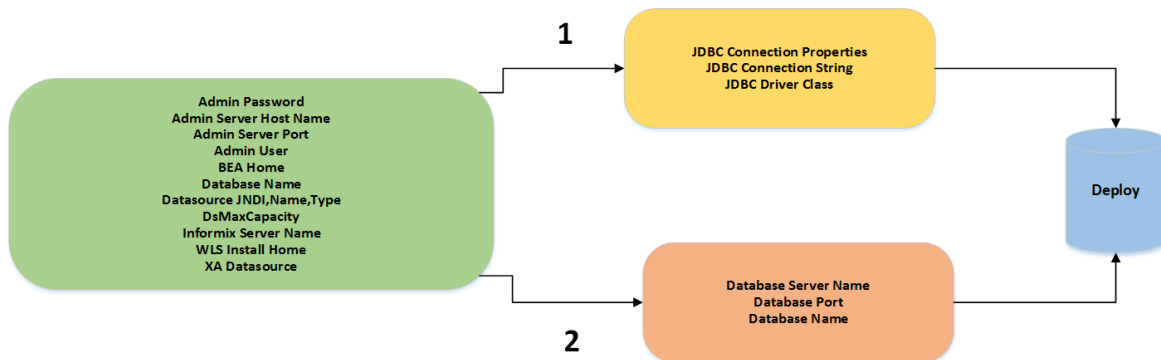 1
JDBC Connection Properties
JDBC Connection String
JDBC Driver Class
Admin Password
Admin Server Host Name
Admin Server Port
Admin User
BEA Home
Database Name
Datasource JNDI,Name,Type
DsMaxCapacity
Informix Server Name
WLS Install Home
XA Datasource
Deploy
Database Server Name
Database Port
Database Name
2